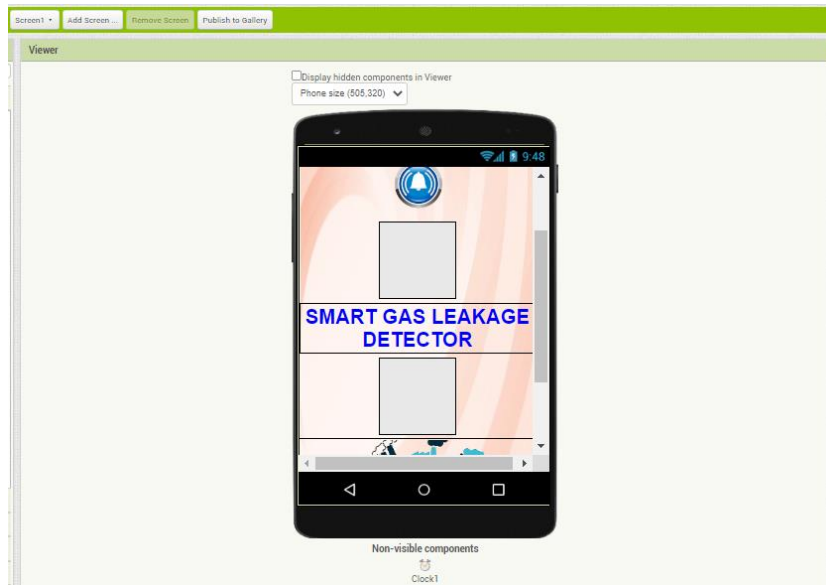 Screen1
Add Screen ...
Remove Screen
Publish to Gallery
Viewer
Display hidden components in Viewer
Phone size (505,320)
9:48
SMART GAS LEAKAGE
DETECTOR
Non-visible components
Clock1